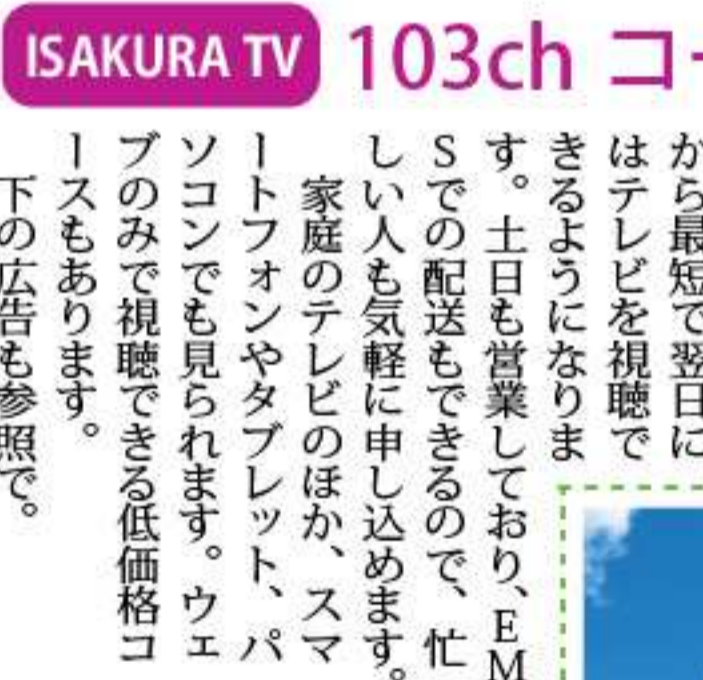 ISAKURA TV 103ch コー
から最短で翌日に
はテレビを視聴で
きるようになりま
す。土日も営業しており、EM
Sでの配送もできるので、忙
しい人も気軽に申し込めます。
家庭のテレビのほか、スマ
ートフォンやタブレット、パ
ソコンでも見られます。ウェ
ブのみで視聴できる低価格コ
ースもあります。
下の広告も参照で。